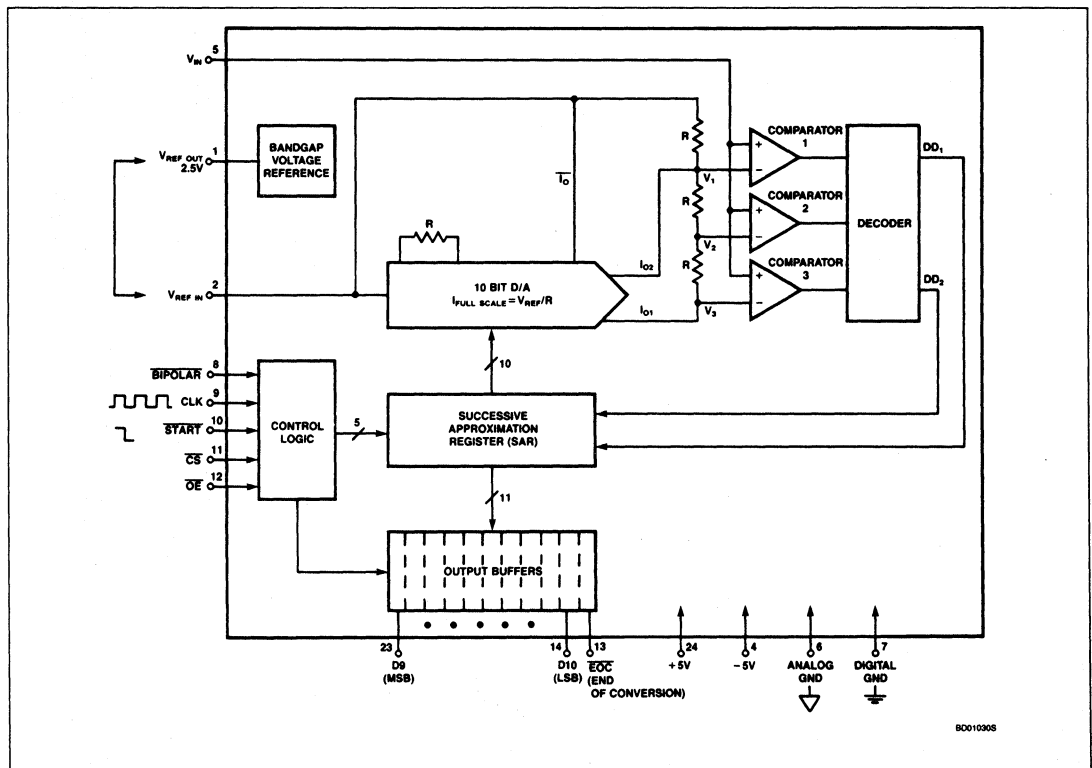 5
VIN
COMPARATOR
1
R
+
−
DD1
BANDGAP
VOLTAGE
REFERENCE
1
VREF OUT
2.5V
IO
V1
COMPARATOR
2
R
+
−
DECODER
R
V2
COMPARATOR
3
R
+
−
IO2
DD2
2
VREF IN
10 BIT D/A
IFULL SCALE = VREF/R
IO1
V3
10
BIPOLAR 8
CLK 9
START 10
CS 11
OE 12
CONTROL
LOGIC
5
SUCCESSIVE
APPROXIMATION
REGISTER (SAR)
11
OUTPUT BUFFERS
23
D9
(MSB)
14
D10
(LSB)
13
EOC
(END
OF CONVERSION)
24
+5V
4
−5V
6
ANALOG
GND
7
DIGITAL
GND
BD01030S